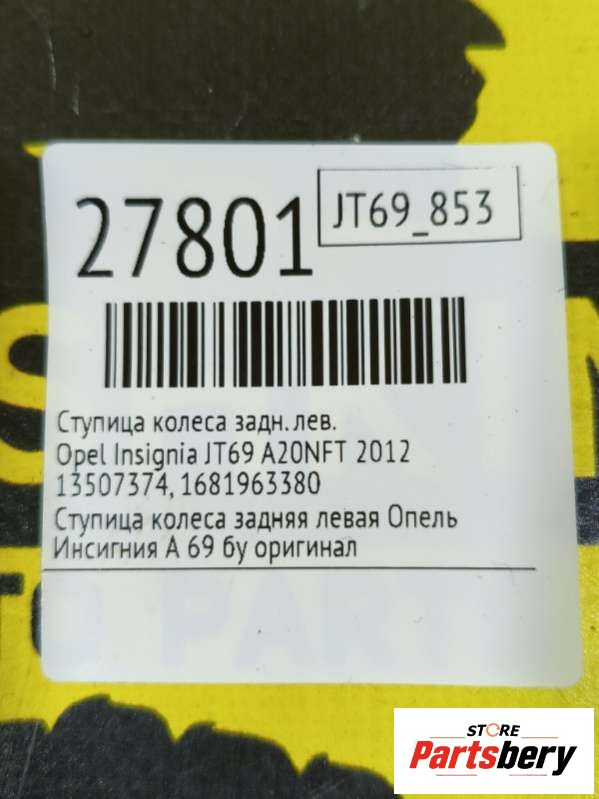 27801
JT69_853
Ступица колеса задн. лев.
Opel Insignia JT69 A20NFT 2012
13507374, 1681963380
Ступица колеса задняя левая Опель
Инсигния А 69 бу оригинал
STORE
Partsbery